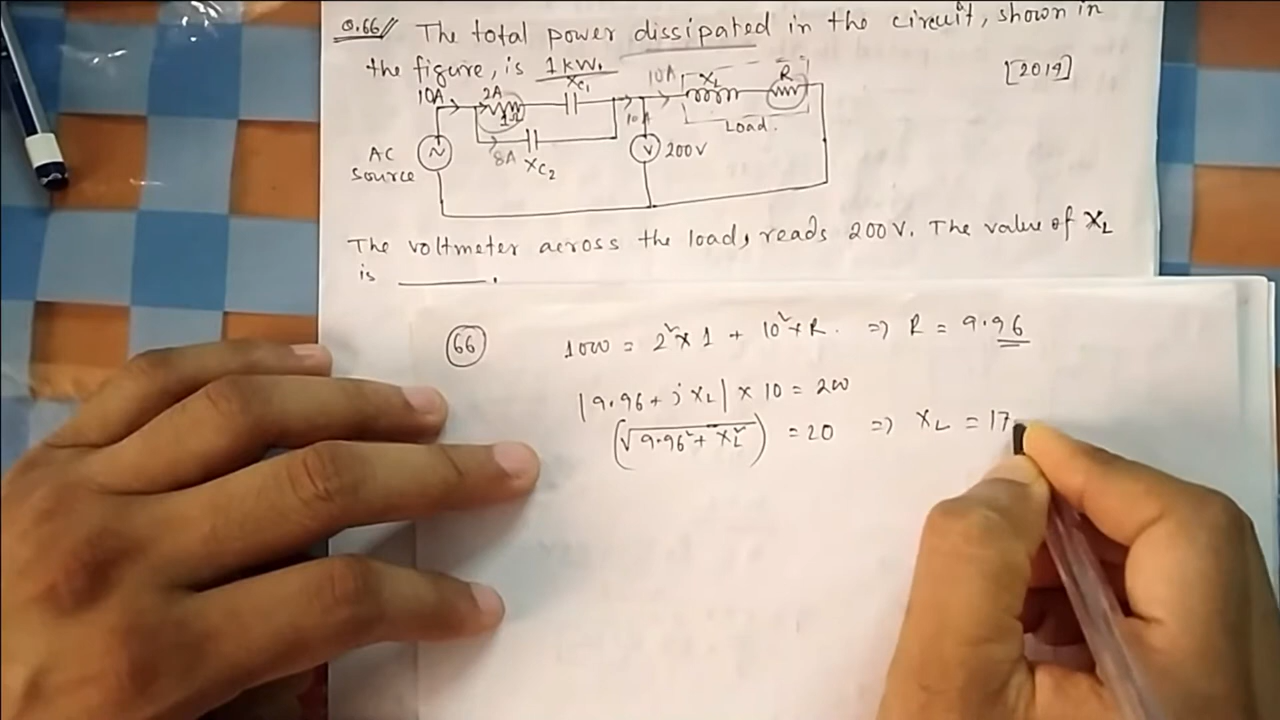 Q.66// The total power dissipated in the circuit, shown in
the figure, is 1kW.
[2019]
10A 2A 1Ω XC1 10A 10A XL R
Load.
AC
Source
8A XC2
V 200V
The voltmeter across the load, reads 200V. The value of XL
is ______.
66 1000 = 2² × 1 + 10² × R. ⇒ R = 9.96
|9.96 + j XL| × 10 = 200
(√9.96² + XL²) = 20 ⇒ XL = 17